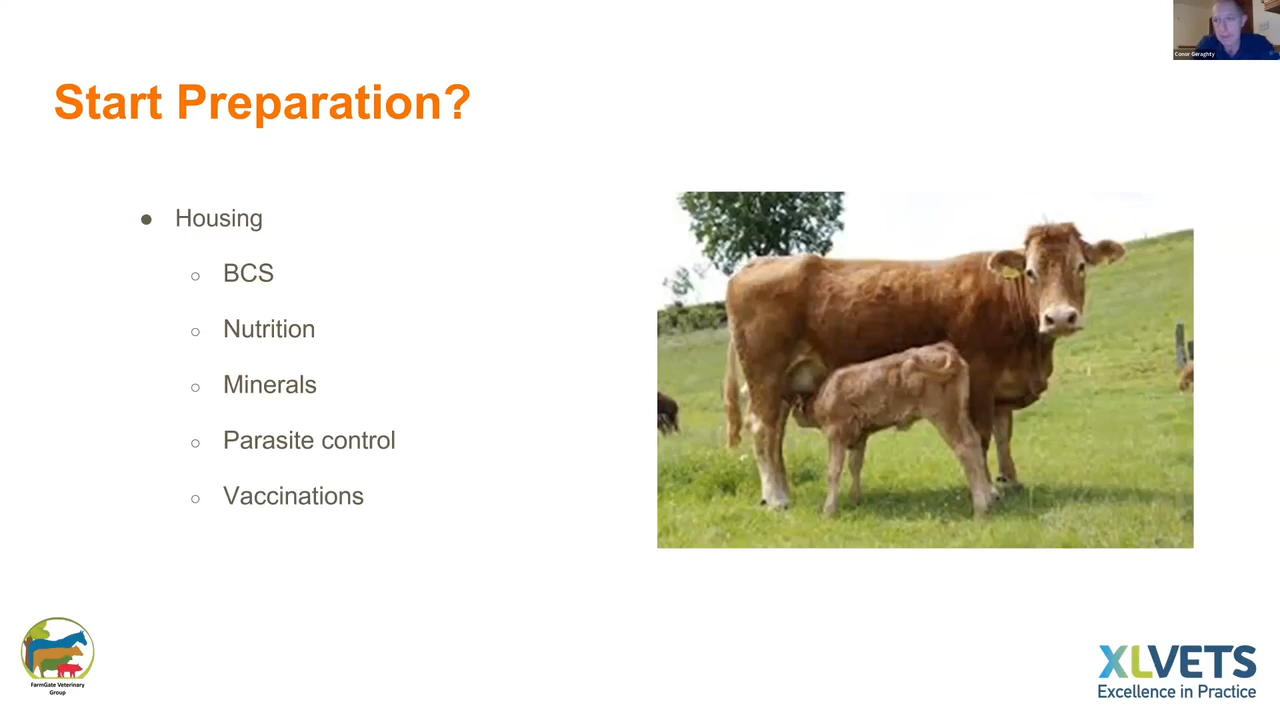 Conor Geraghty
Start Preparation?
● Housing
○ BCS
○ Nutrition
○ Minerals
○ Parasite control
○ Vaccinations
FarmGate Veterinary
Group
XLVETS
Excellence in Practice